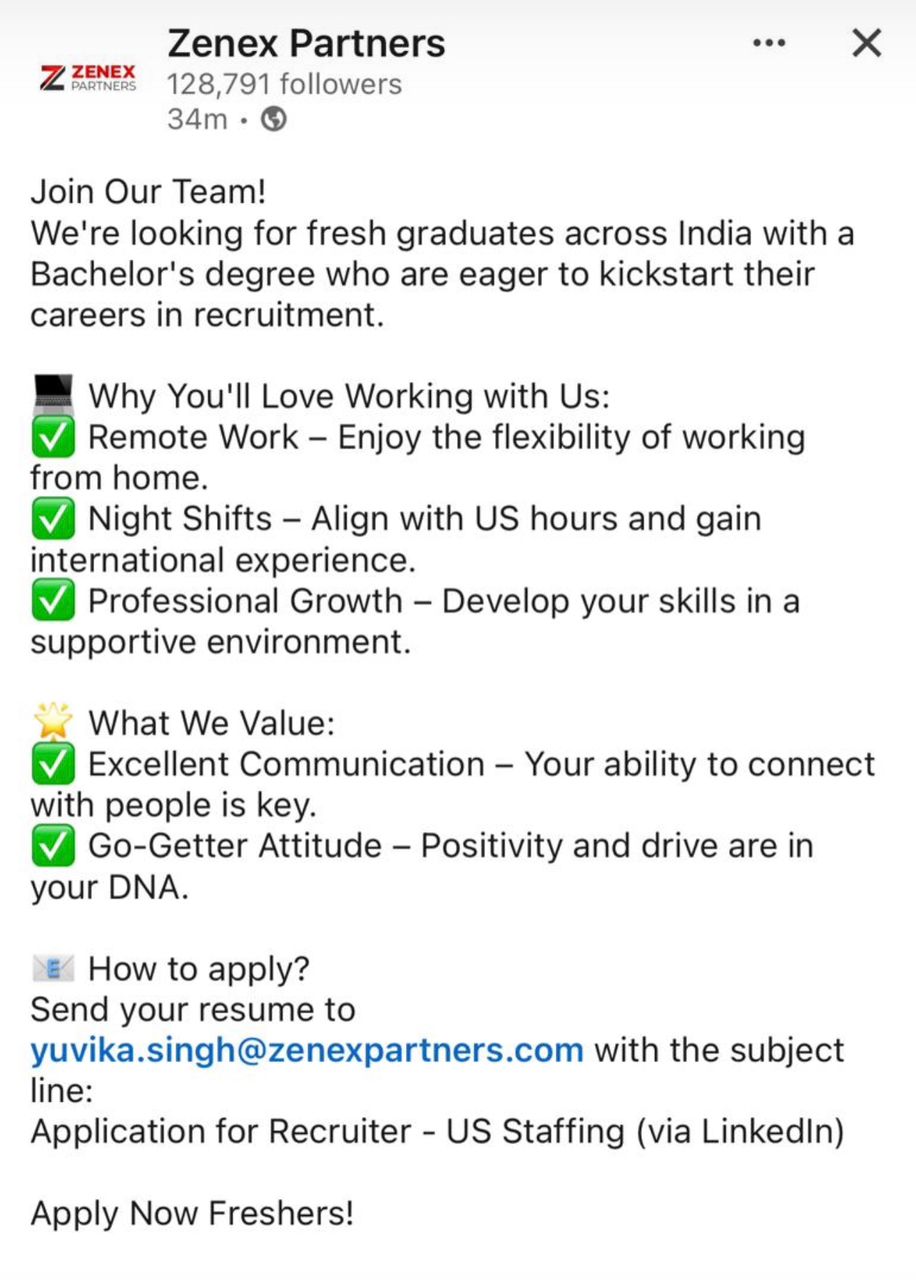 Zenex Partners
ZENEX
PARTNERS
128,791 followers
34m •
Join Our Team!
We're looking for fresh graduates across India with a
Bachelor's degree who are eager to kickstart their
careers in recruitment.
💻 Why You'll Love Working with Us:
✅ Remote Work – Enjoy the flexibility of working
from home.
✅ Night Shifts – Align with US hours and gain
international experience.
✅ Professional Growth – Develop your skills in a
supportive environment.
🌟 What We Value:
✅ Excellent Communication – Your ability to connect
with people is key.
✅ Go-Getter Attitude – Positivity and drive are in
your DNA.
📧 How to apply?
Send your resume to
yuvika.singh@zenexpartners.com with the subject
line:
Application for Recruiter - US Staffing (via LinkedIn)
Apply Now Freshers!